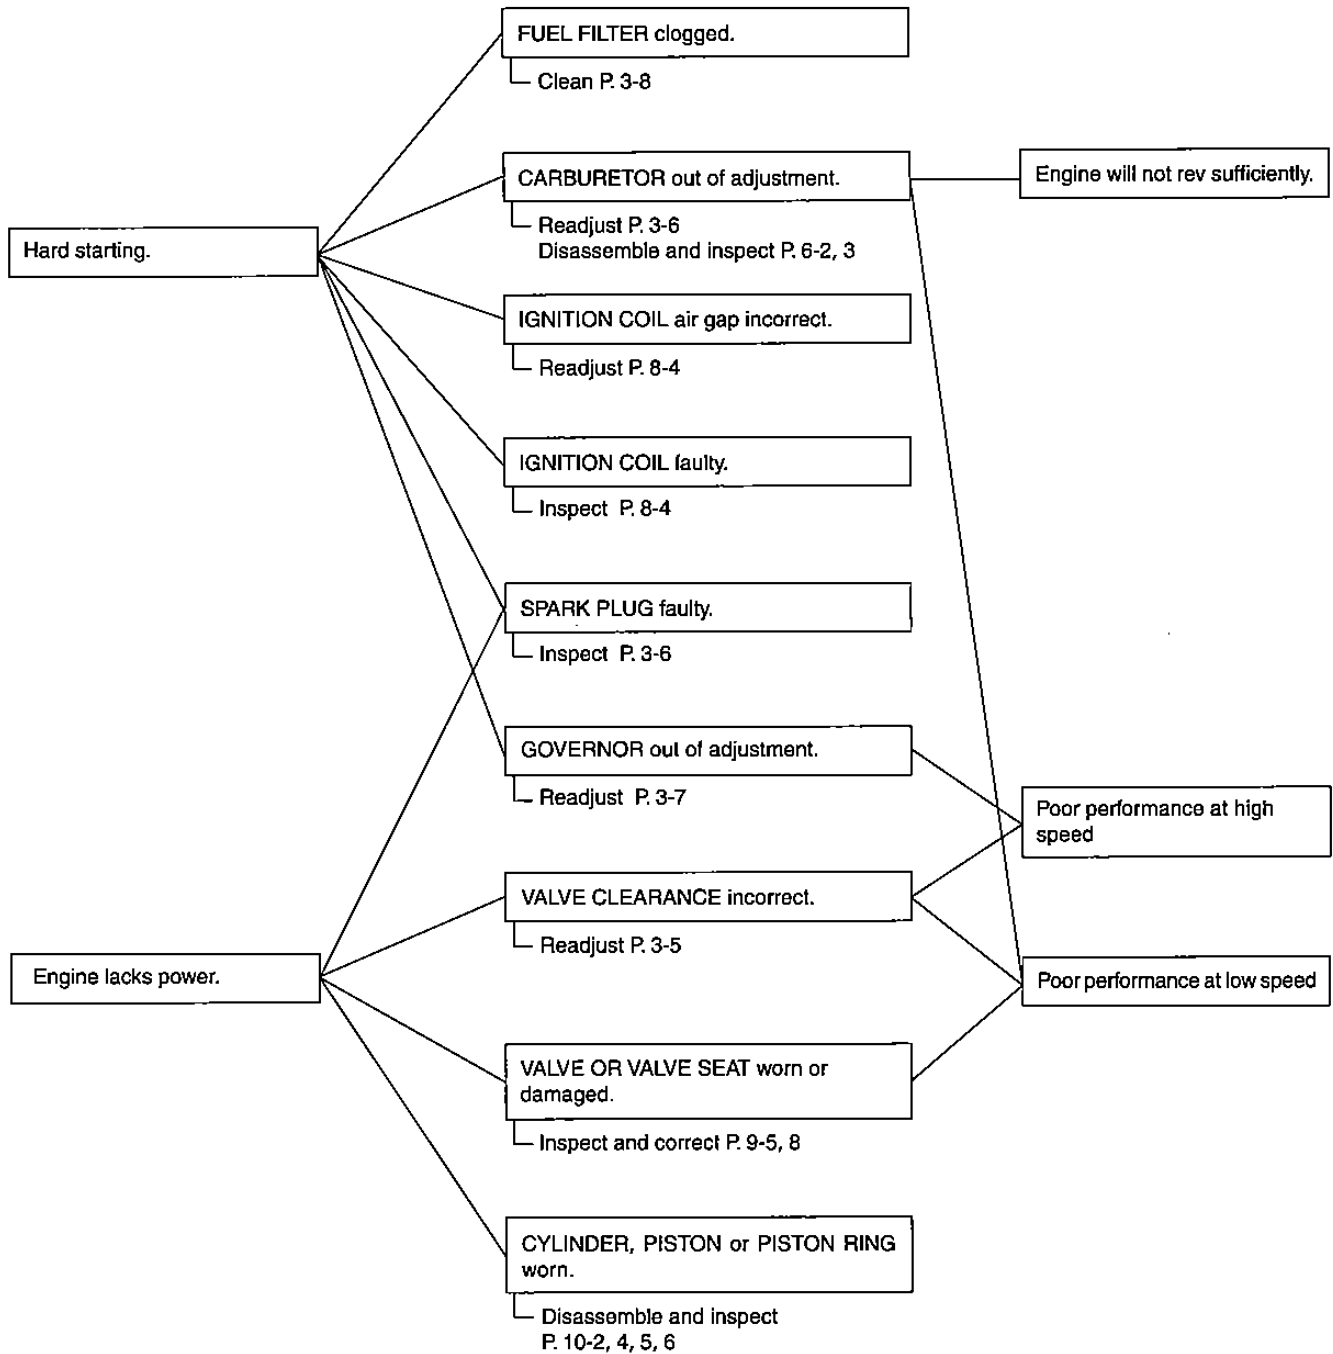 FUEL FILTER clogged.
Clean P. 3-8
CARBURETOR out of adjustment.
Engine will not rev sufficiently.
Readjust P. 3-6
Disassemble and inspect P. 6-2, 3
Hard starting.
IGNITION COIL air gap incorrect.
Readjust P. 8-4
IGNITION COIL faulty.
Inspect P. 8-4
SPARK PLUG faulty.
Inspect P. 3-6
GOVERNOR out of adjustment.
Readjust P. 3-7
Poor performance at high
speed
VALVE CLEARANCE incorrect.
Readjust P. 3-5
Engine lacks power.
Poor performance at low speed
VALVE OR VALVE SEAT worn or
damaged.
Inspect and correct P. 9-5, 8
CYLINDER, PISTON or PISTON RING
worn.
Disassemble and inspect
P. 10-2, 4, 5, 6